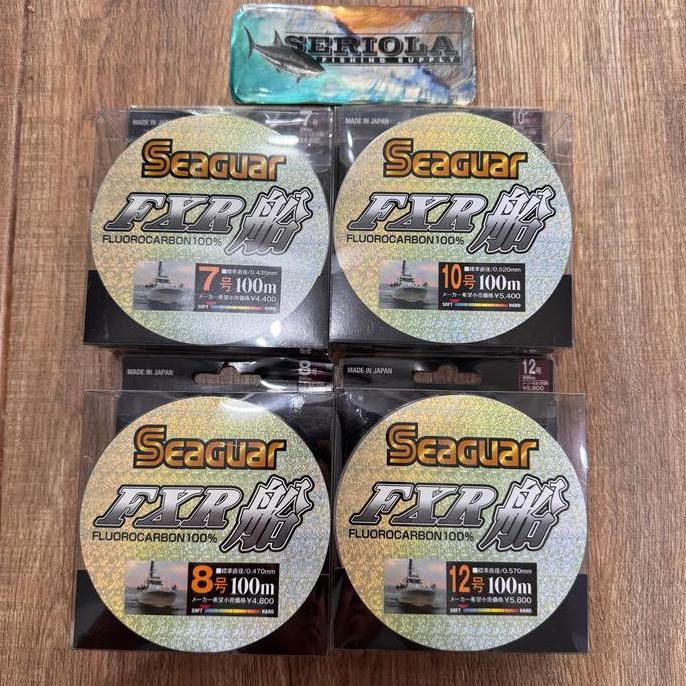 SERIOLA
FISHING SUPPLY
MADE IN JAPAN
7号
SEAGUAR
FXR船
FLUOROCARBON100%
7号 100m
■標準直径/0.435mm
メーカー希望小売価格¥4,400
MADE IN JAPAN
10号
SEAGUAR
FXR船
FLUOROCARBON100%
10号 100m
■標準直径/0.520mm
メーカー希望小売価格¥5,400
SOFT HARD
MADE IN JAPAN
8号
SEAGUAR
FXR船
FLUOROCARBON100%
8号 100m
■標準直径/0.470mm
メーカー希望小売価格¥4,800
SOFT HARD
MADE IN JAPAN
12号
¥5,800
SEAGUAR
FXR船
FLUOROCARBON100%
12号 100m
■標準直径/0.570mm
メーカー希望小売価格¥5,800
SOFT HARD